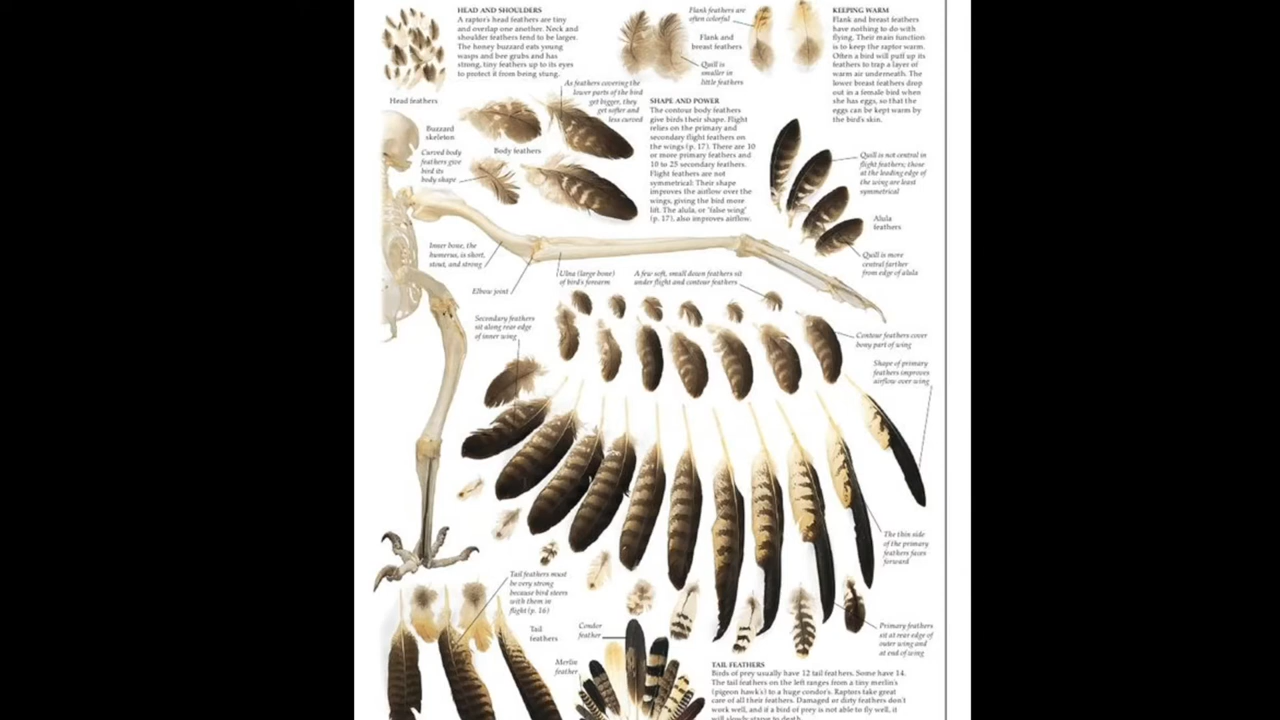 HEAD AND SHOULDERS
A raptor's head feathers are tiny
and overlap one another. Neck and
shoulder feathers tend to be larger.
The honey buzzard eats young
wasps and bee grubs and has
strong, tiny feathers up to its eyes
to protect it from being stung.
Head feathers
Flank feathers are
often colorful
Flank and
breast feathers
Quill is
smaller in
little feathers
KEEPING WARM
Flank and breast feathers
have nothing to do with
flying. Their main function
is to keep the raptor warm.
Often a bird will puff up its
feathers to trap a layer of
warm air underneath. The
lower breast feathers drop
out in a female bird when
she has eggs, so that the
eggs can be kept warm by
the bird's skin.
As feathers covering the
lower parts of the bird
get bigger, they
get softer and
less curved
Buzzard
skeleton
Body feathers
Curved body
feathers give
bird its
body shape
SHAPE AND POWER
The contour body feathers
give birds their shape. Flight
relies on the primary and
secondary flight feathers on
the wings (p. 17). There are 10
or more primary feathers and
10 to 25 secondary feathers.
Flight feathers are not
symmetrical: Their shape
improves the airflow over the
wings, giving the bird more
lift. The alula, or "false wing"
(p. 17), also improves airflow.
Quill is not central in
flight feathers; those
at the leading edge of
the wing are least
symmetrical
Alula
feathers
Quill is more
central farther
from edge of alula
Inner bone, the
humerus, is short,
stout, and strong
Elbow joint
Ulna (large bone)
of bird's forearm
A few soft, small down feathers sit
under flight and contour feathers
Secondary feathers
sit along rear edge
of inner wing
Contour feathers cover
bony part of wing
Shape of primary
feathers improves
airflow over wing
The thin side
of the primary
feathers faces
forward
Tail feathers must
be very strong
because bird steers
with them in
flight (p. 16)
Tail
feathers
Condor
feather
Merlin
feather
Primary feathers
sit at rear edge of
outer wing and
at end of wing
TAIL FEATHERS
Birds of prey usually have 12 tail feathers. Some have 14.
The tail feathers on the left ranges from a tiny merlin's
(pigeon hawk's) to a huge condor's. Raptors take great
care of all their feathers. Damaged or dirty feathers don't
work well, and if a bird of prey is not able to fly well, it
will slowly starve to death.